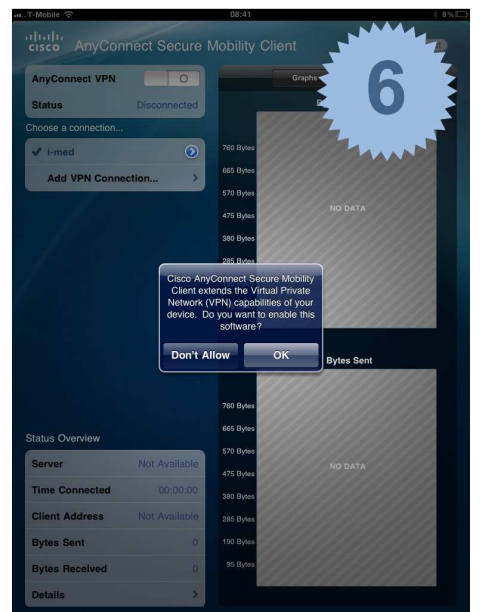 T-Mobile
08:41
8%
CISCO
AnyConnect Secure Mobility Client
6
AnyConnect VPN
Status
Disconnected
Choose a connection...
i-med
Add VPN Connection...
Graphs
760 Bytes
665 Bytes
570 Bytes
475 Bytes
380 Bytes
285 Bytes
NO DATA
Cisco AnyConnect Secure Mobility
Client extends the Virtual Private
Network (VPN) capabilities of your
device. Do you want to enable this
software?
Don't Allow
OK
Bytes Sent
760 Bytes
665 Bytes
570 Bytes
475 Bytes
380 Bytes
285 Bytes
190 Bytes
95 Bytes
NO DATA
Status Overview
Server
Not Available
Time Connected
00:00:00
Client Address
Not Available
Bytes Sent
0
Bytes Received
0
Details